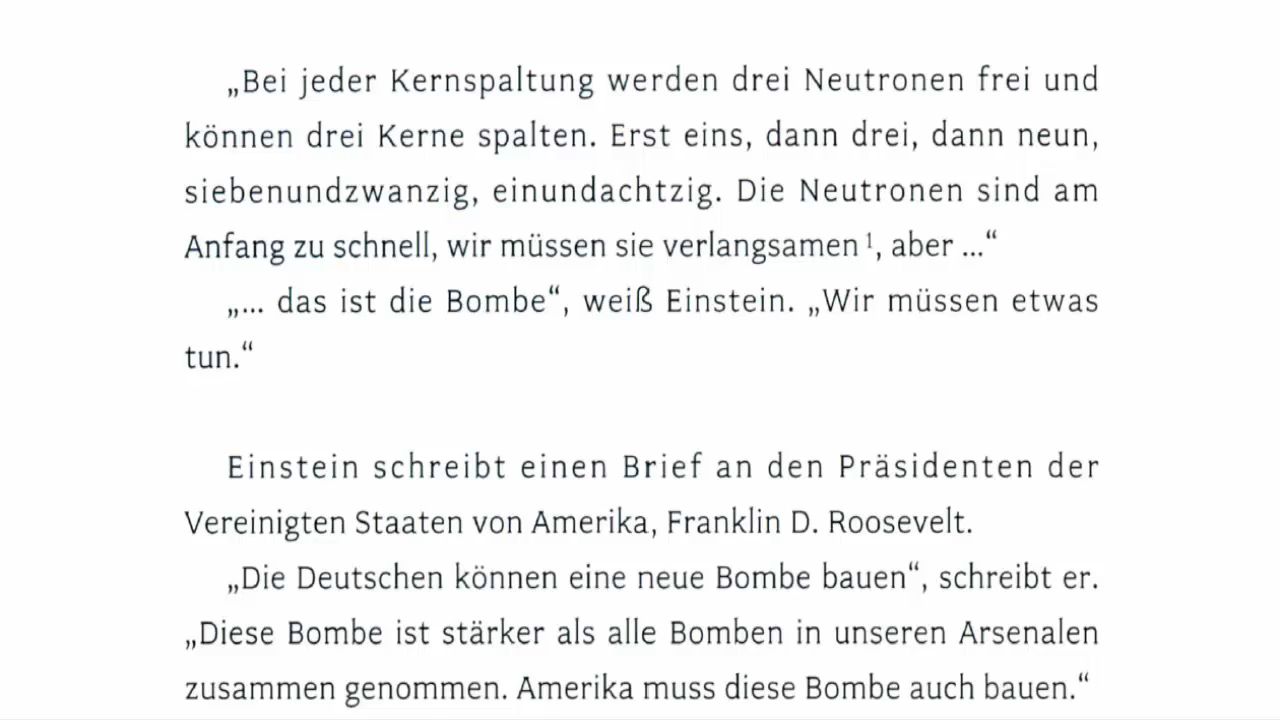 „Bei jeder Kernspaltung werden drei Neutronen frei und
können drei Kerne spalten. Erst eins, dann drei, dann neun,
siebenundzwanzig, einundachtzig. Die Neutronen sind am
Anfang zu schnell, wir müssen sie verlangsamen ¹, aber ...“
„... das ist die Bombe“, weiß Einstein. „Wir müssen etwas
tun.“
Einstein schreibt einen Brief an den Präsidenten der
Vereinigten Staaten von Amerika, Franklin D. Roosevelt.
„Die Deutschen können eine neue Bombe bauen“, schreibt er.
„Diese Bombe ist stärker als alle Bomben in unseren Arsenalen
zusammen genommen. Amerika muss diese Bombe auch bauen.“